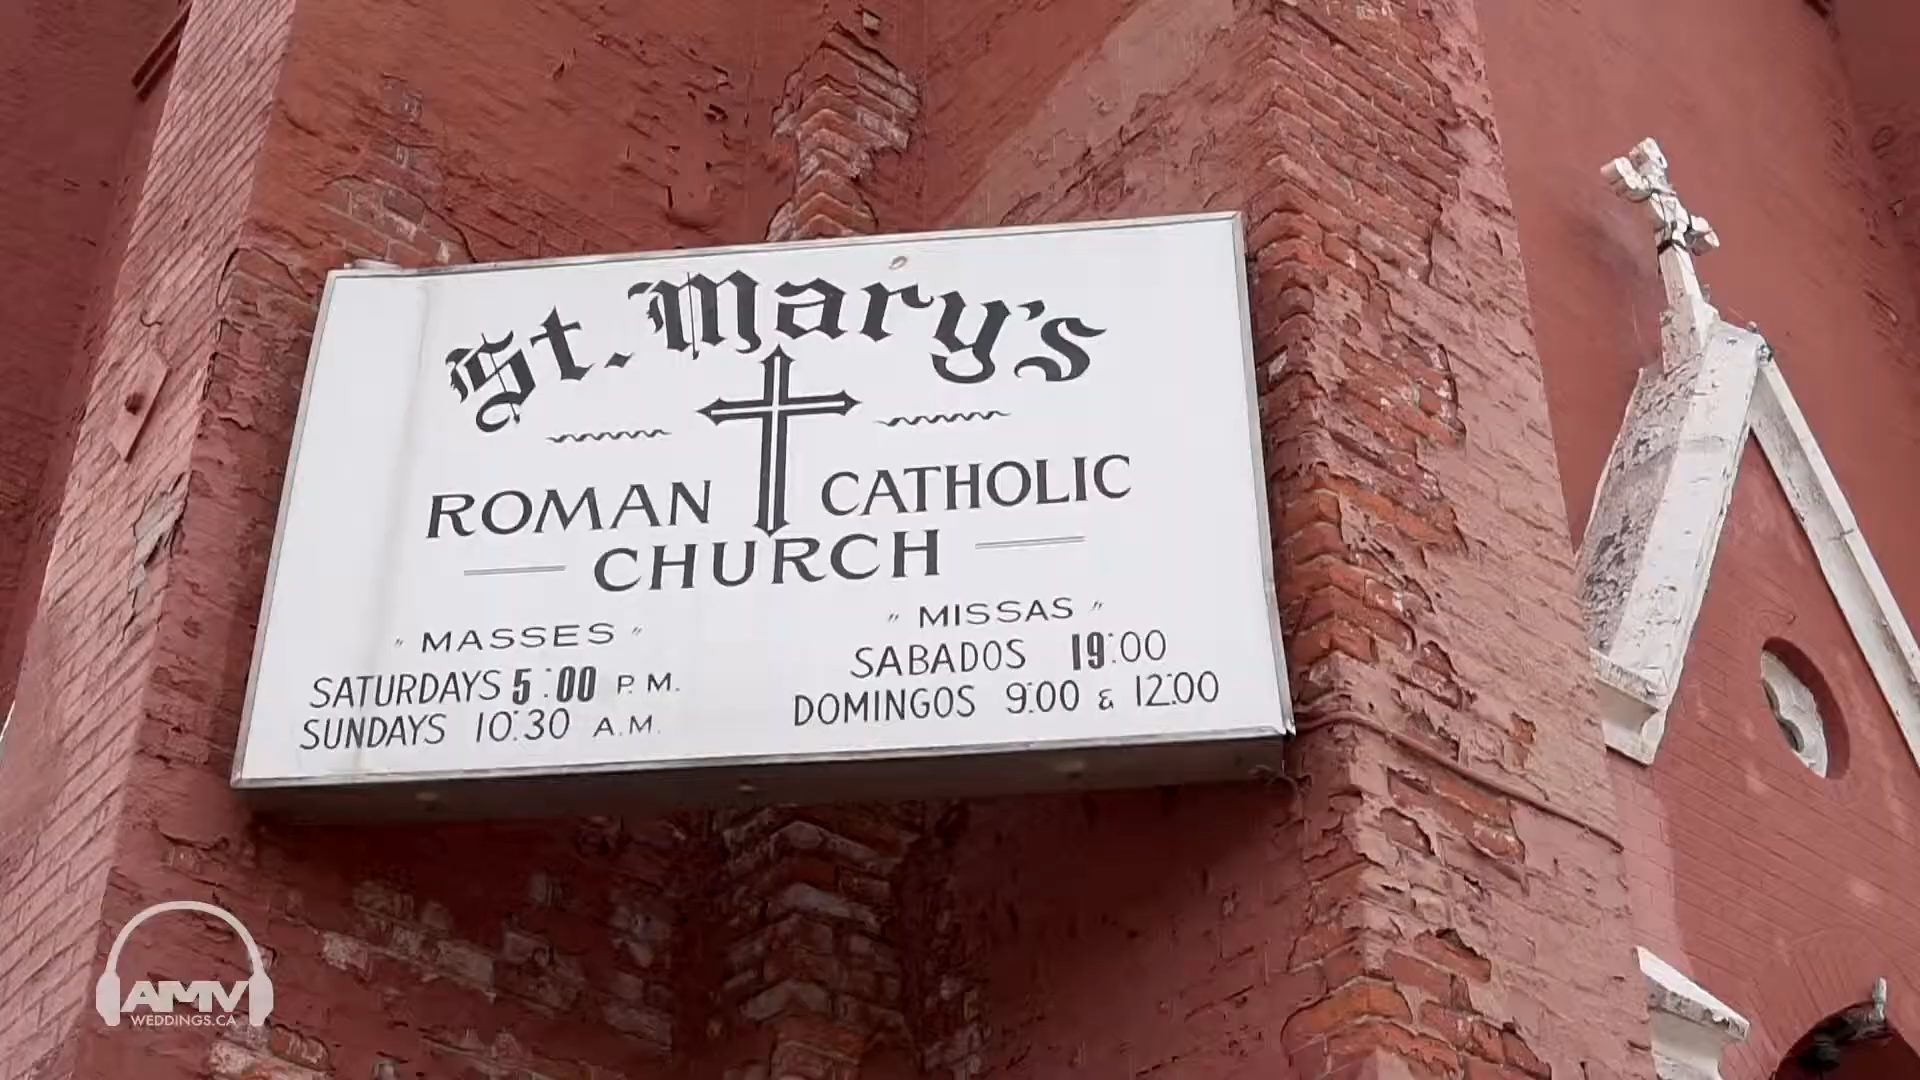 St. Mary's
ROMAN CATHOLIC
CHURCH
" MASSES "
SATURDAYS 5:00 P.M.
SUNDAYS 10:30 A.M.
" MISSAS "
SABADOS 19:00
DOMINGOS 9:00 & 12:00
AMV
WEDDINGS.CA